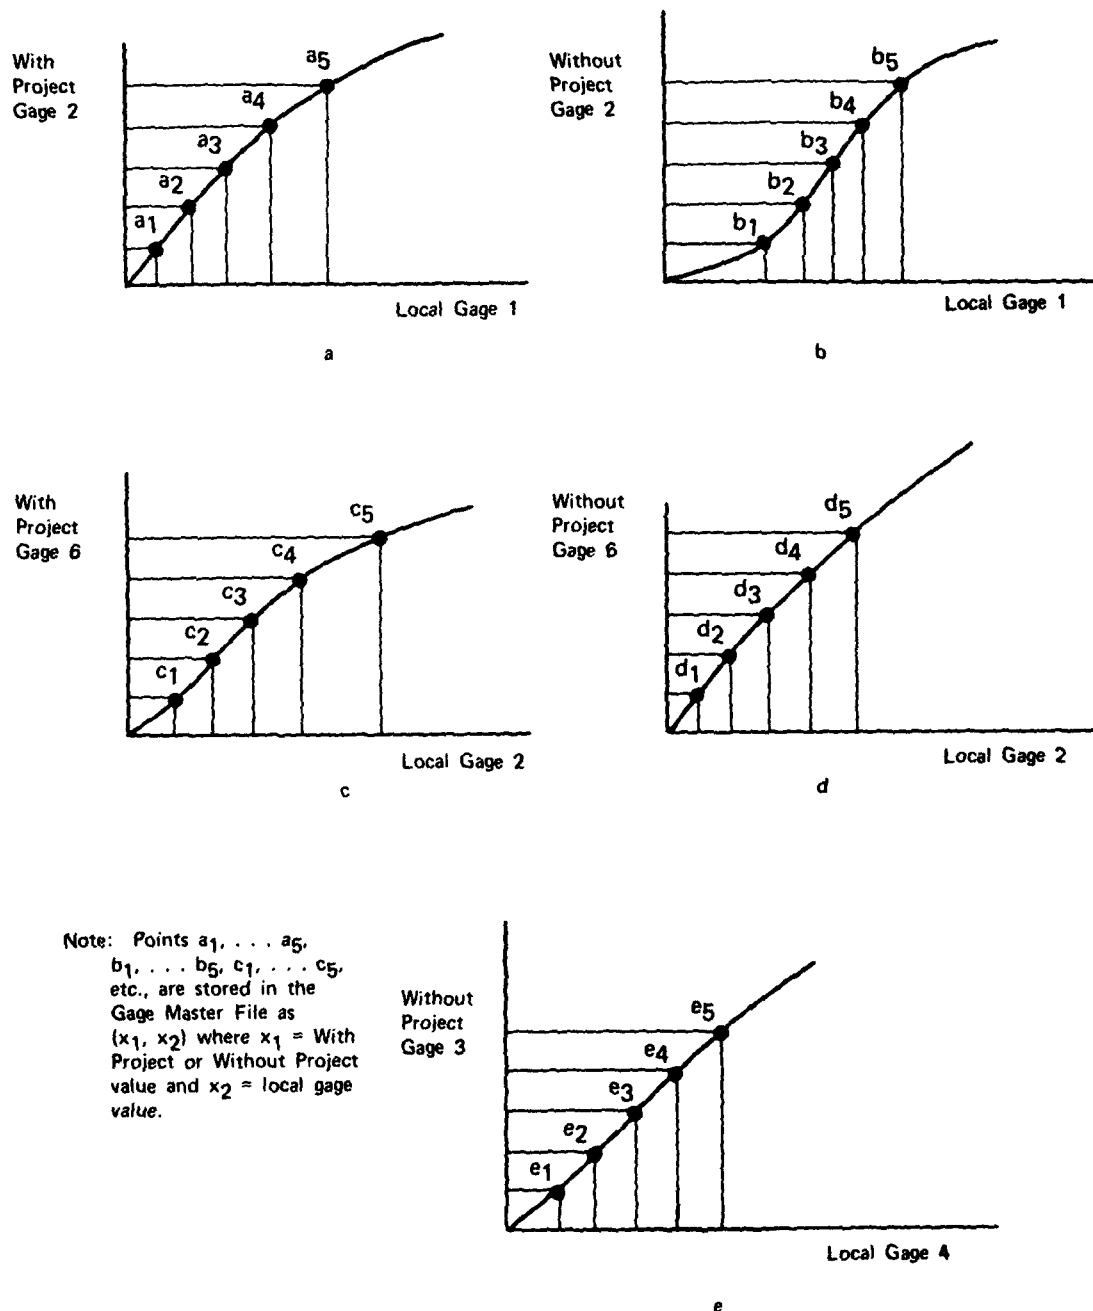 With
Project
Gage 2
a1
a2
a3
a4
a5
Local Gage 1
a
Without
Project
Gage 2
b1
b2
b3
b4
b5
Local Gage 1
b
With
Project
Gage 6
c1
c2
c3
c4
c5
Local Gage 2
c
Without
Project
Gage 6
d1
d2
d3
d4
d5
Local Gage 2
d
Note: Points a1, . . . a5,
b1, . . . b5, c1, . . . c5,
etc., are stored in the
Gage Master File as
(x1, x2) where x1 = With
Project or Without Project
value and x2 = local gage
value.
Without
Project
Gage 3
e1
e2
e3
e4
e5
Local Gage 4
e